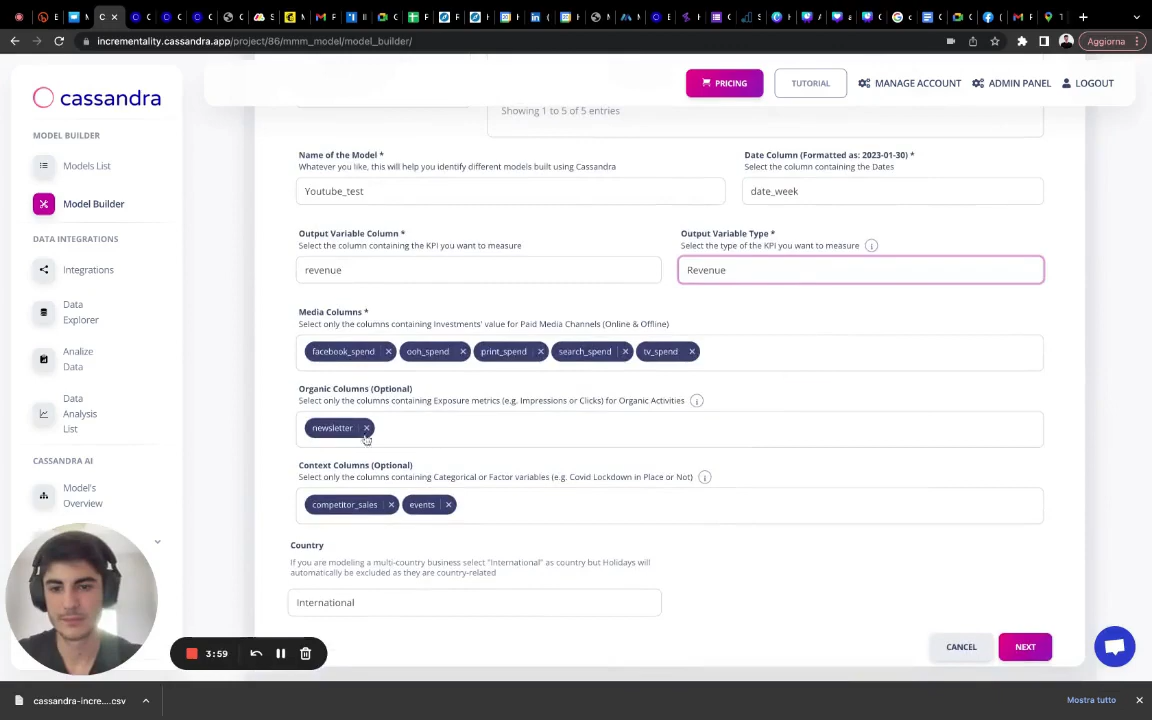 incrementality.cassandra.app/project/86/mmm_model/model_builder/
Aggiorna
cassandra
PRICING
TUTORIAL
MANAGE ACCOUNT
ADMIN PANEL
LOGOUT
MODEL BUILDER
Models List
Model Builder
DATA INTEGRATIONS
Integrations
Data
Explorer
Analize
Data
Data
Analysis
List
CASSANDRA AI
Model's
Overview
Showing 1 to 5 of 5 entries
Name of the Model *
Whatever you like, this will help you identify different models built using Cassandra
Youtube_test
Date Column (Formatted as: 2023-01-30) *
Select the column containing the Dates
date_week
Output Variable Column *
Select the column containing the KPI you want to measure
revenue
Output Variable Type *
Select the type of the KPI you want to measure
Revenue
Media Columns *
Select only the columns containing Investments' value for Paid Media Channels (Online & Offline)
facebook_spend × ooh_spend × print_spend × search_spend × tv_spend ×
Organic Columns (Optional)
Select only the columns containing Exposure metrics (e.g. Impressions or Clicks) for Organic Activities
newsletter ×
Context Columns (Optional)
Select only the columns containing Categorical or Factor variables (e.g. Covid Lockdown in Place or Not)
competitor_sales × events ×
Country
If you are modeling a multi-country business select "International" as country but Holidays will
automatically be excluded as they are country-related
International
CANCEL
NEXT
3:59
cassandra-incre....csv
Mostra tutto